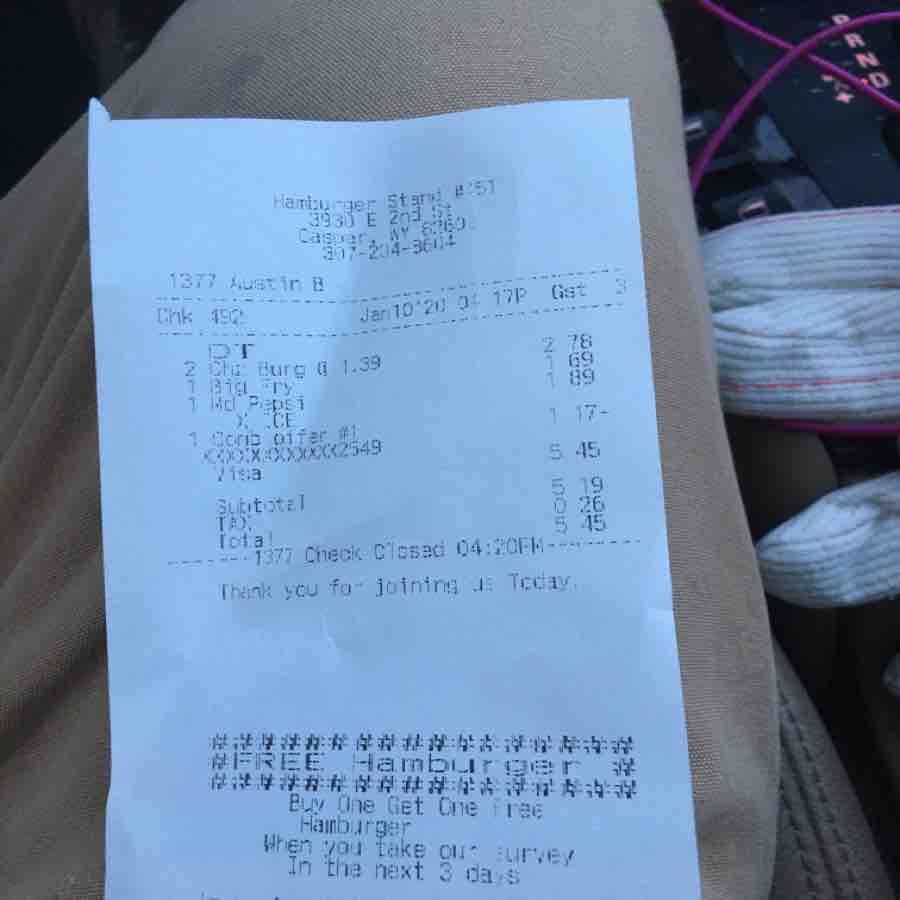 Hamburger Stand
3930 E 2nd St
Casper, WY
307-234-3604
1377 Austin B
Chk 492 Jan10'20 04:17P Gst 3
DT
2 Chz Burg @ 1.39 2 78
1 Big Fry 1 69
1 Md Pepsi 1 89
X ICE
1 Comb offer #1 1 17-
XXXXXXXXXXXX2549
Visa 5 45
Subtotal 5 19
TAX 0 26
Total 5 45
------1377 Check Closed 04:20PM------
Thank you for joining us Today.
##################
#FREE Hamburger #
##################
Buy One Get One Free
Hamburger
When you take our survey
In the next 3 days
P
R
N
D
+